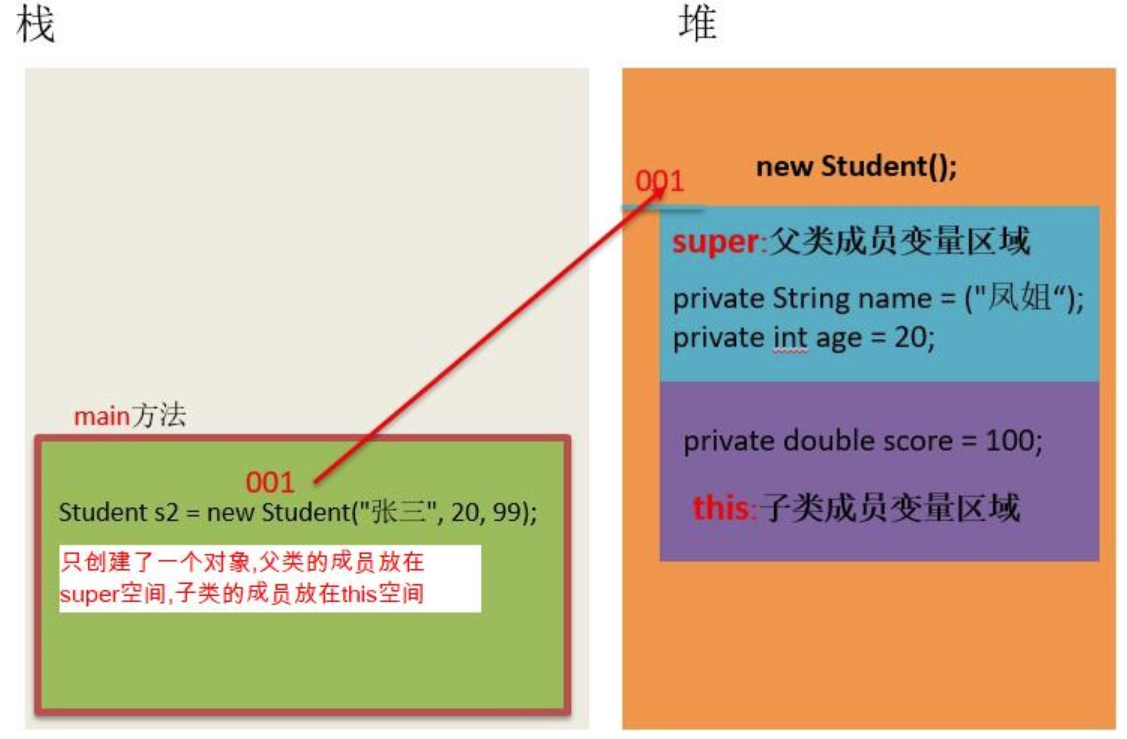 栈
堆
new Student();
001
super:父类成员变量区域
private String name = ("凤姐“);
private int age = 20;
main方法
private double score = 100;
001
Student s2 = new Student("张三", 20, 99);
this:子类成员变量区域
只创建了一个对象,父类的成员放在
super空间,子类的成员放在this空间